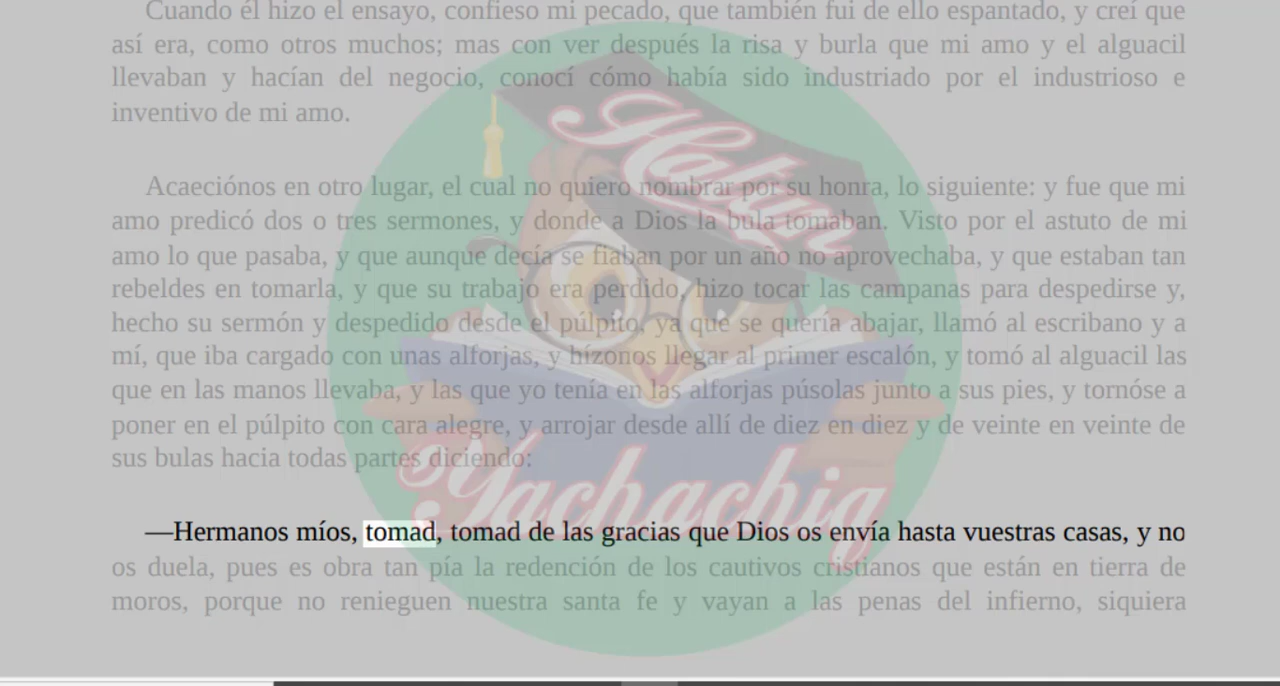 Cuando él hizo el ensayo, confieso mi pecado, que también fui de ello espantado, y creí que
así era, como otros muchos; mas con ver después la risa y burla que mi amo y el alguacil
llevaban y hacían del negocio, conocí cómo había sido industriado por el industrioso e
inventivo de mi amo.
Acaeciónos en otro lugar, el cual no quiero nombrar por su honra, lo siguiente: y fue que mi
amo predicó dos o tres sermones, y donde a Dios la bula tomaban. Visto por el astuto de mi
amo lo que pasaba, y que aunque decía se fiaban por un año no aprovechaba, y que estaban tan
rebeldes en tomarla, y que su trabajo era perdido, hizo tocar las campanas para despedirse y,
hecho su sermón y despedido desde el púlpito, ya que se quería abajar, llamó al escribano y a
mí, que iba cargado con unas alforjas, y hízonos llegar al primer escalón, y tomó al alguacil las
que en las manos llevaba, y las que yo tenía en las alforjas púsolas junto a sus pies, y tornóse a
poner en el púlpito con cara alegre, y arrojar desde allí de diez en diez y de veinte en veinte de
sus bulas hacia todas partes diciendo:
—Hermanos míos, tomad, tomad de las gracias que Dios os envía hasta vuestras casas, y no
os duela, pues es obra tan pía la redención de los cautivos cristianos que están en tierra de
moros, porque no renieguen nuestra santa fe y vayan a las penas del infierno, siquiera
Hatun
Yachachiq